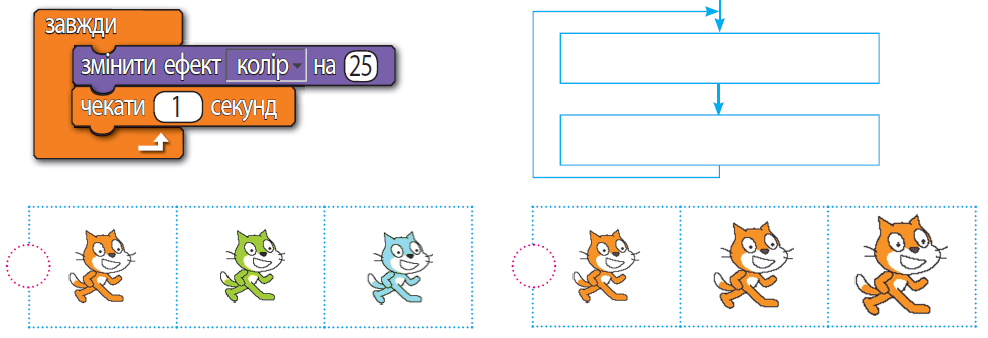 завжди
змінити ефект колір на 25
чекати 1 секунд